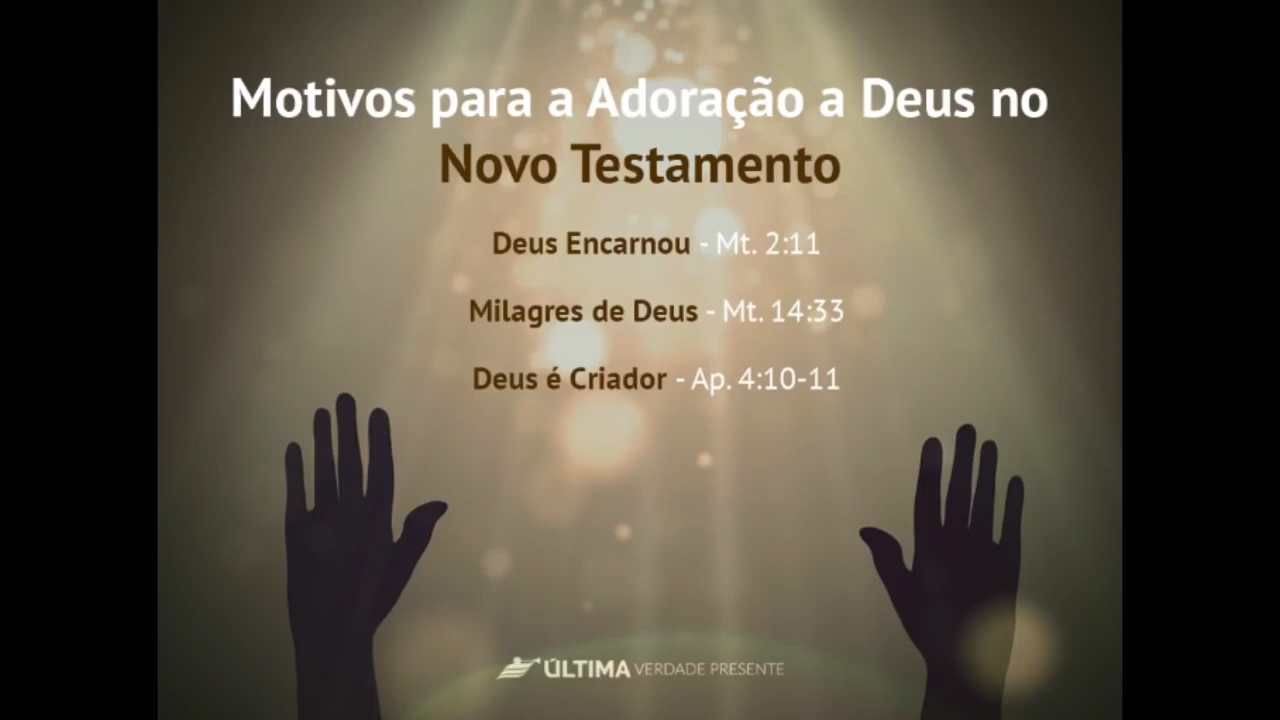 Motivos para a Adoração a Deus no
Novo Testamento
Deus Encarnou - Mt. 2:11
Milagres de Deus - Mt. 14:33
Deus é Criador - Ap. 4:10-11
ÚLTIMA VERDADE PRESENTE